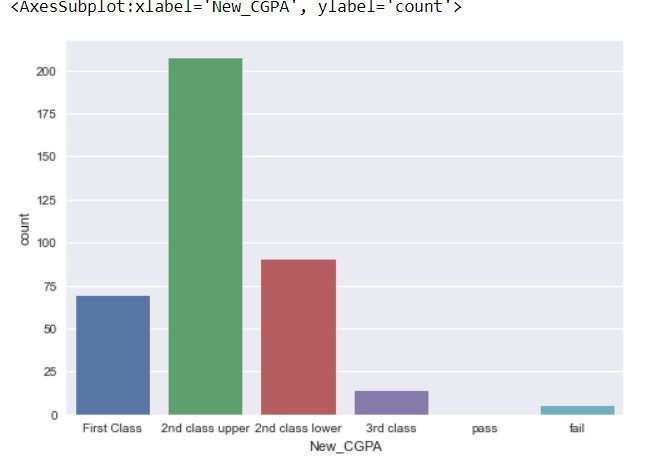 <AxesSubplot:xlabel='New_CGPA', ylabel='count'>
200
175
150
125
100
75
50
25
0
count
First Class 2nd class upper 2nd class lower 3rd class pass fail
New_CGPA